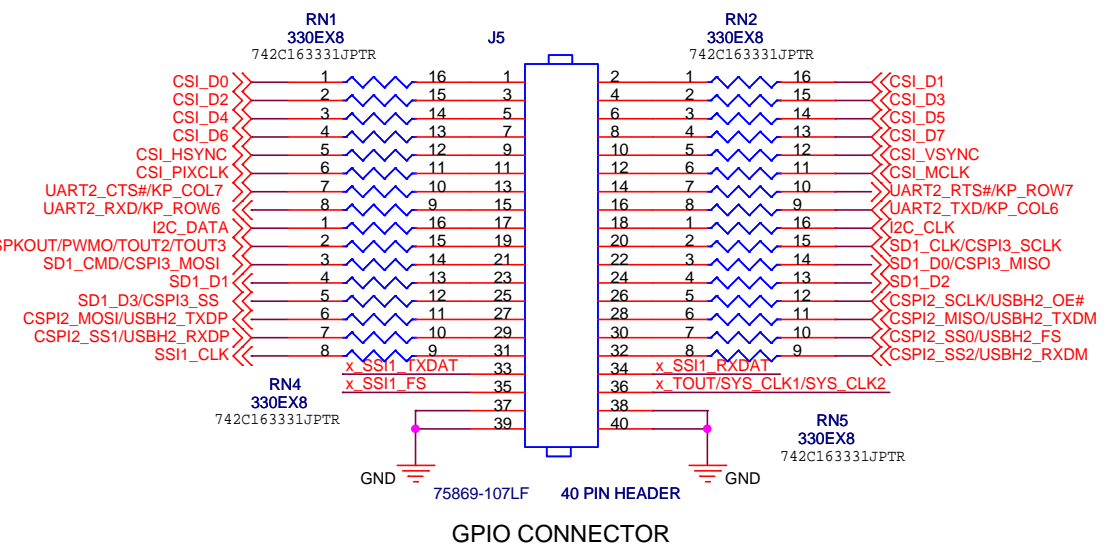 RN1 RN2
330EX8 J5 330EX8
742C163331JPTR 742C163331JPTR
CSI_D0 1 16 1 2 1 16 CSI_D1
CSI_D2 2 15 3 4 2 15 CSI_D3
CSI_D4 3 14 5 6 3 14 CSI_D5
CSI_D6 4 13 7 8 4 13 CSI_D7
CSI_HSYNC 5 12 9 10 5 12 CSI_VSYNC
CSI_PIXCLK 6 11 11 12 6 11 CSI_MCLK
UART2_CTS#/KP_COL7 7 10 13 14 7 10 UART2_RTS#/KP_ROW7
UART2_RXD/KP_ROW6 8 9 15 16 8 9 UART2_TXD/KP_COL6
I2C_DATA 1 16 17 18 1 16 I2C_CLK
SPKOUT/PWMO/TOUT2/TOUT3 2 15 19 20 2 15 SD1_CLK/CSPI3_SCLK
SD1_CMD/CSPI3_MOSI 3 14 21 22 3 14 SD1_D0/CSPI3_MISO
SD1_D1 4 13 23 24 4 13 SD1_D2
SD1_D3/CSPI3_SS 5 12 25 26 5 12 CSPI2_SCLK/USBH2_OE#
CSPI2_MOSI/USBH2_TXDP 6 11 27 28 6 11 CSPI2_MISO/USBH2_TXDM
CSPI2_SS1/USBH2_RXDP 7 10 29 30 7 10 CSPI2_SS0/USBH2_FS
SSI1_CLK 8 9 31 32 8 9 CSPI2_SS2/USBH2_RXDM
x_SSI1_TXDAT 33 34 x_SSI1_RXDAT
x_SSI1_FS 35 36 x_TOUT/SYS_CLK1/SYS_CLK2
37 38
39 40
RN4
330EX8
742C163331JPTR
RN5
330EX8
742C163331JPTR
GND GND
75869-107LF 40 PIN HEADER
GPIO CONNECTOR